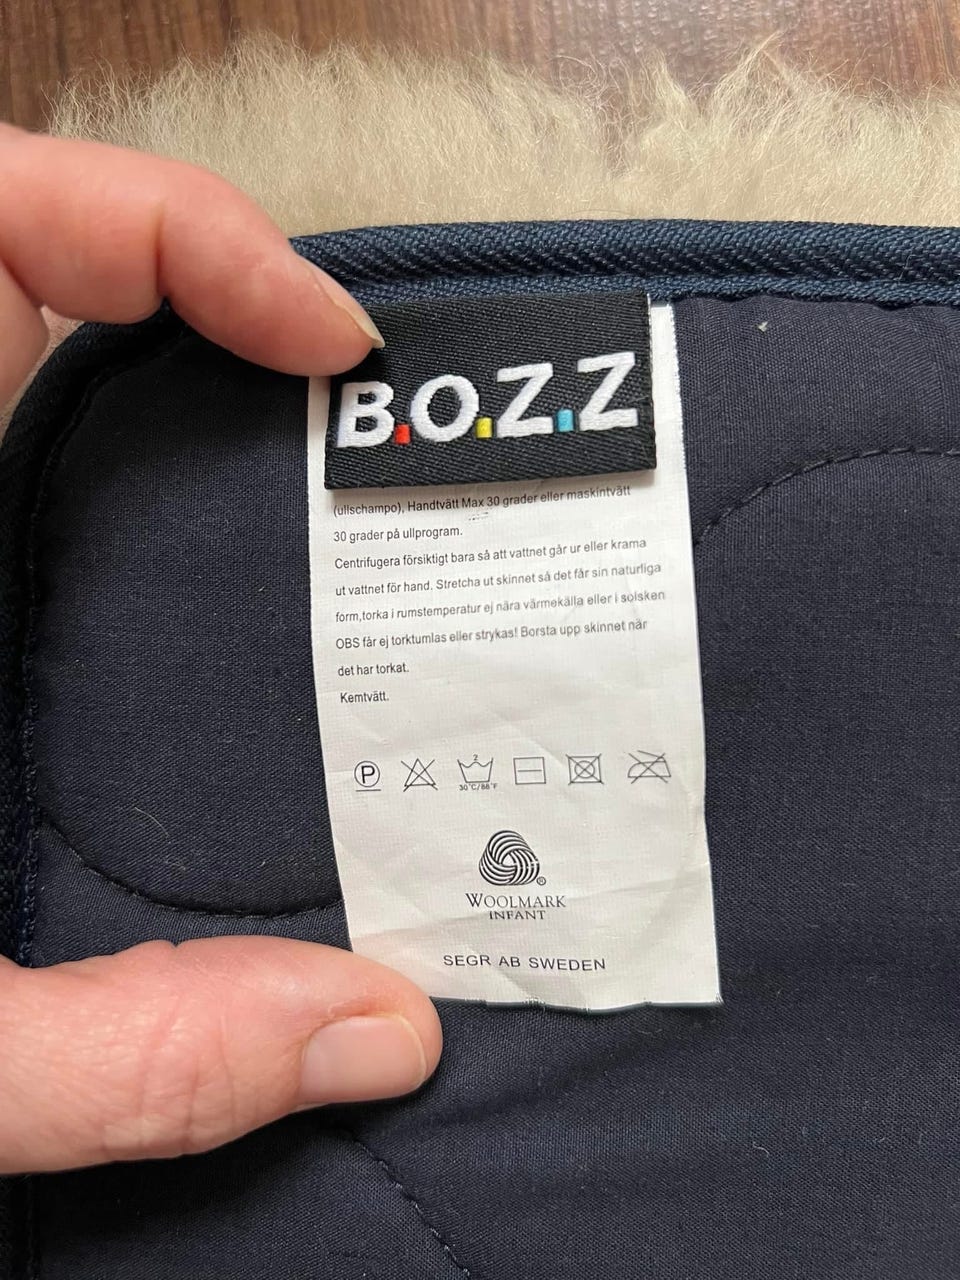 B.O.Z.Z
(ullschampo), Handtvätt Max 30 grader eller maskintvätt
30 grader på ullprogram.
Centrifugera försiktigt bara så att vattnet går ur eller krama
ut vattnet för hand. Stretcha ut skinnet så det får sin naturliga
form,torka i rumstemperatur ej nära värmekälla eller i solsken
OBS får ej torktumlas eller strykas! Borsta upp skinnet när
det har torkat.
Kemtvätt.
P
30°C/86°F
®
WOOLMARK
INFANT
SEGR AB SWEDEN